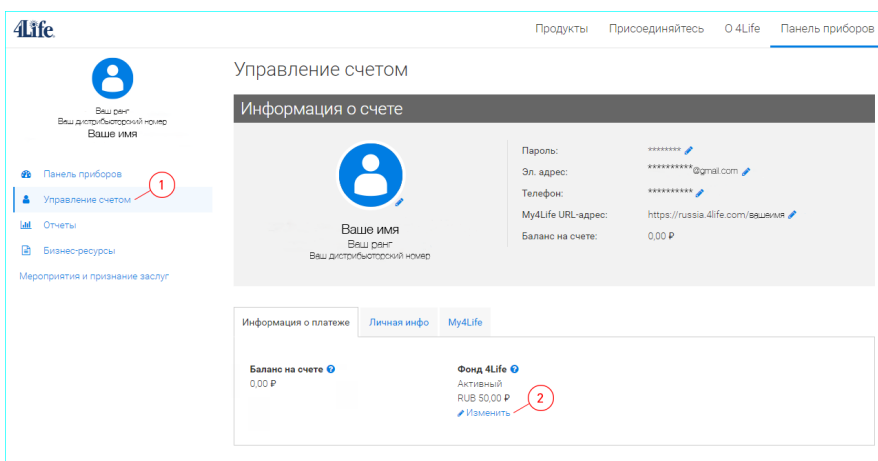 4Life
Продукты Присоединяйтесь О 4Life Панель приборов
Ваш ранг
Ваш дистрибьюторский номер
Ваше имя
Панель приборов
Управление счетом
1
Отчеты
Бизнес-ресурсы
Мероприятия и признание заслуг
Управление счетом
Информация о счете
Ваше имя
Ваш ранг
Ваш дистрибьюторский номер
Пароль: ********
Эл. адрес: **********@gmail.com
Телефон: **********
My4Life URL-адрес: https://russia.4life.com/вашеимя
Баланс на счете: 0,00 ₽
Информация о платеже Личная инфо My4Life
Баланс на счете ?
0,00 ₽
Фонд 4Life ?
Активный
RUB 50,00 ₽
Изменить
2